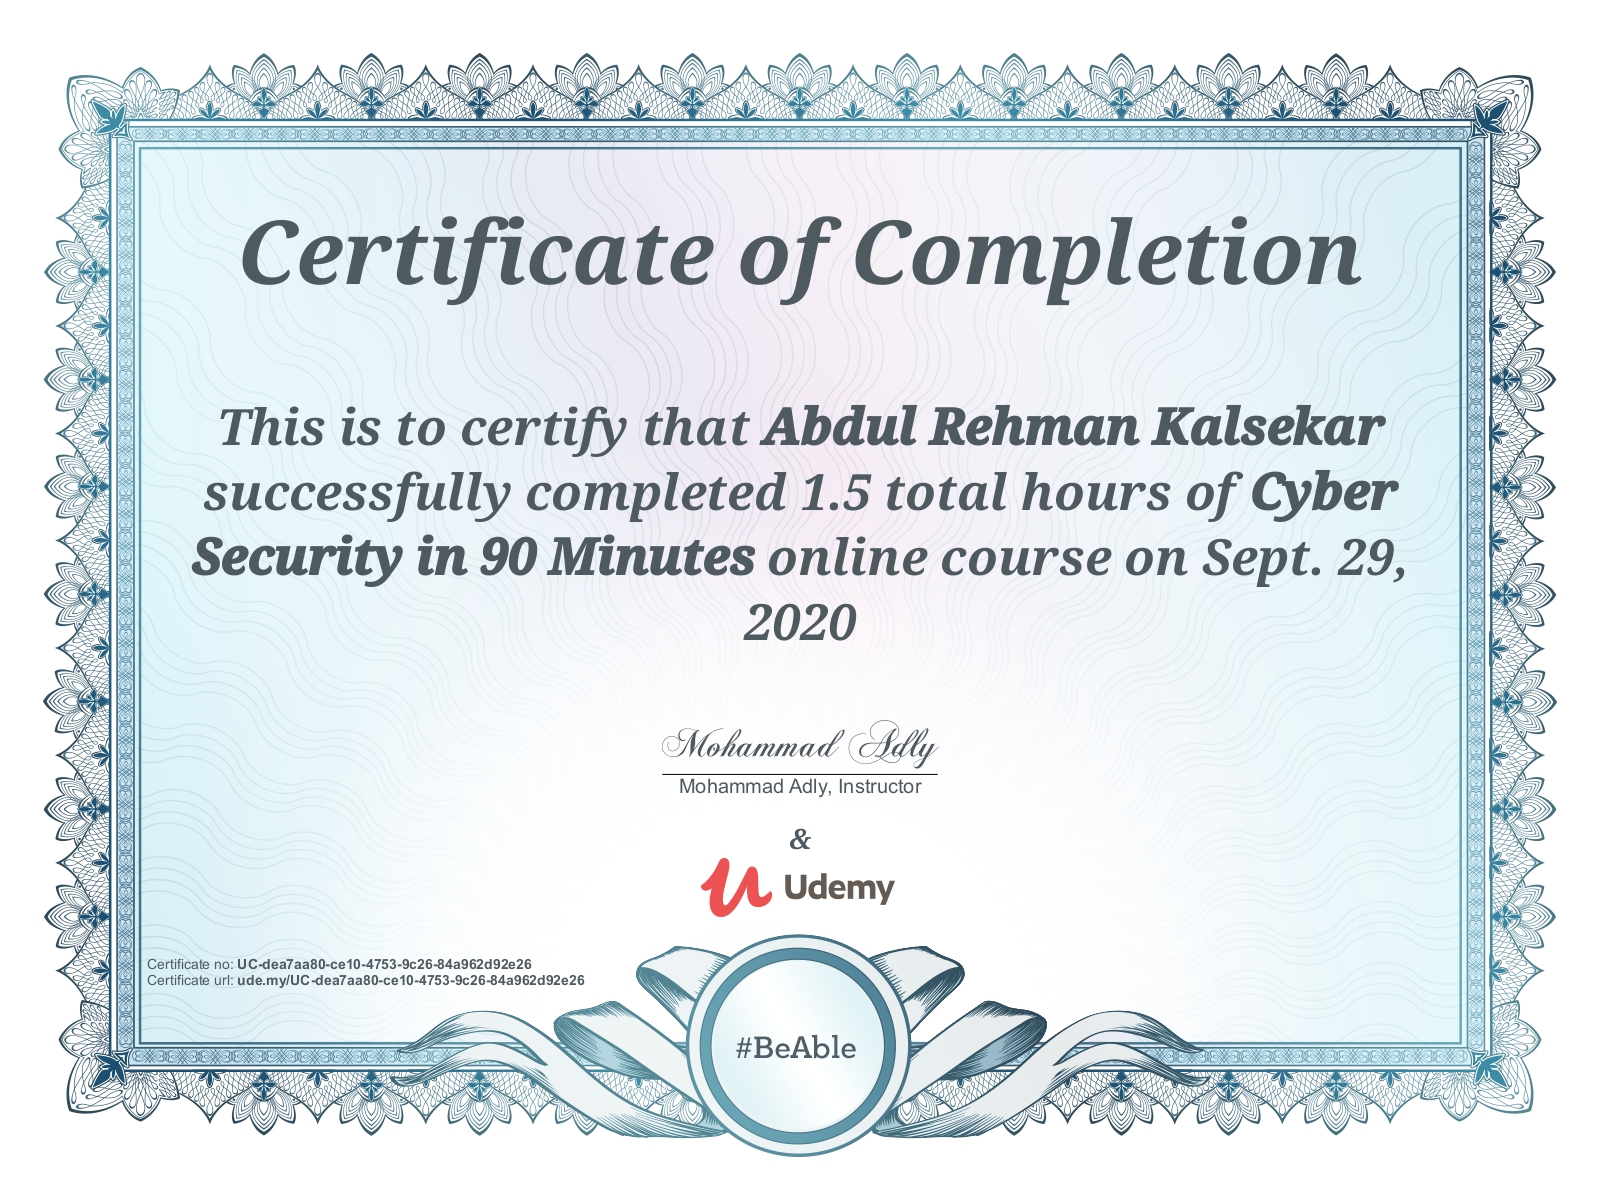 Certificate of Completion
This is to certify that Abdul Rehman Kalsekar
successfully completed 1.5 total hours of Cyber
Security in 90 Minutes online course on Sept. 29,
2020
Mohammad Adly
Mohammad Adly, Instructor
&
Udemy
Certificate no: UC-dea7aa80-ce10-4753-9c26-84a962d92e26
Certificate url: ude.my/UC-dea7aa80-ce10-4753-9c26-84a962d92e26
#BeAble